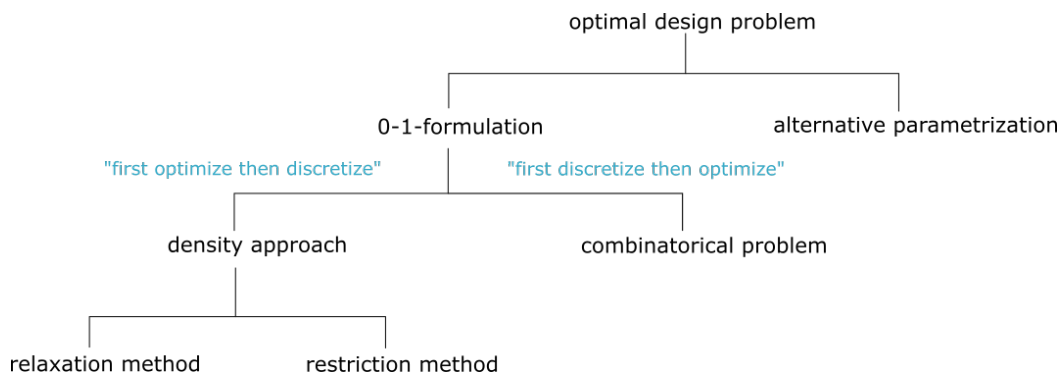 optimal design problem
0-1-formulation
alternative parametrization
"first optimize then discretize"
"first discretize then optimize"
density approach
combinatorical problem
relaxation method
restriction method